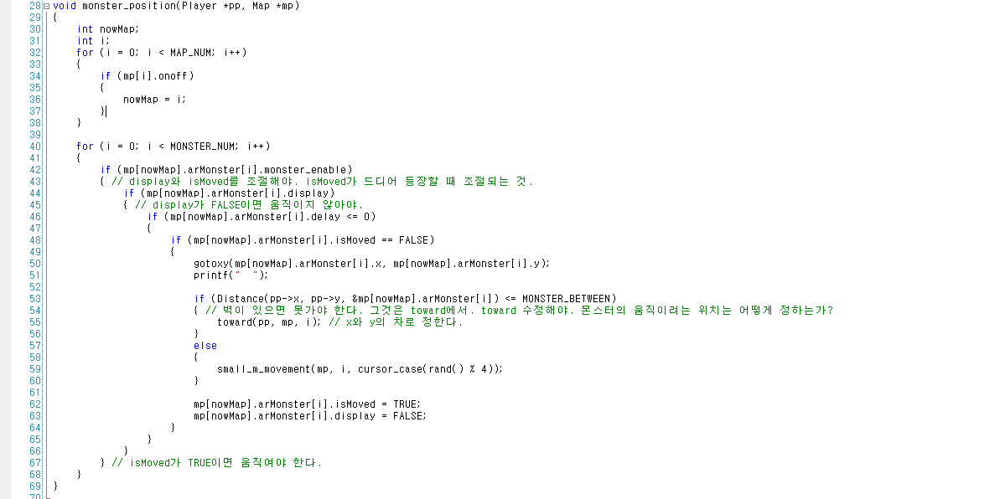 28 void monster_position(Player *pp, Map *mp)
29 {
30     int nowMap;
31     int i;
32     for (i = 0; i < MAP_NUM; i++)
33     {
34         if (mp[i].onoff)
35         {
36             nowMap = i;
37         }
38     }
39
40     for (i = 0; i < MONSTER_NUM; i++)
41     {
42         if (mp[nowMap].arMonster[i].monster_enable)
43         { // display와 isMoved를 조절해야. isMoved가 드디어 등장할 때 조절되는 것.
44             if (mp[nowMap].arMonster[i].display)
45             { // display가 FALSE이면 움직이지 않아야.
46                 if (mp[nowMap].arMonster[i].delay <= 0)
47                 {
48                     if (mp[nowMap].arMonster[i].isMoved == FALSE)
49                     {
50                         gotoxy(mp[nowMap].arMonster[i].x, mp[nowMap].arMonster[i].y);
51                         printf("  ");
52
53                         if (Distance(pp->x, pp->y, &mp[nowMap].arMonster[i]) <= MONSTER_BETWEEN)
54                         { // 벽이 있으면 못가야 한다. 그것은 toward에서. toward 수정해야. 몬스터의 움직이려는 위치는 어떻게 정하는가?
55                             toward(pp, mp, i); // x와 y의 차로 정한다.
56                         }
57                         else
58                         {
59                             small_m_movement(mp, i, cursor_case(rand() % 4));
60                         }
61
62                         mp[nowMap].arMonster[i].isMoved = TRUE;
63                         mp[nowMap].arMonster[i].display = FALSE;
64                     }
65                 }
66             }
67         } // isMoved가 TRUE이면 움직여야 한다.
68     }
69 }
70